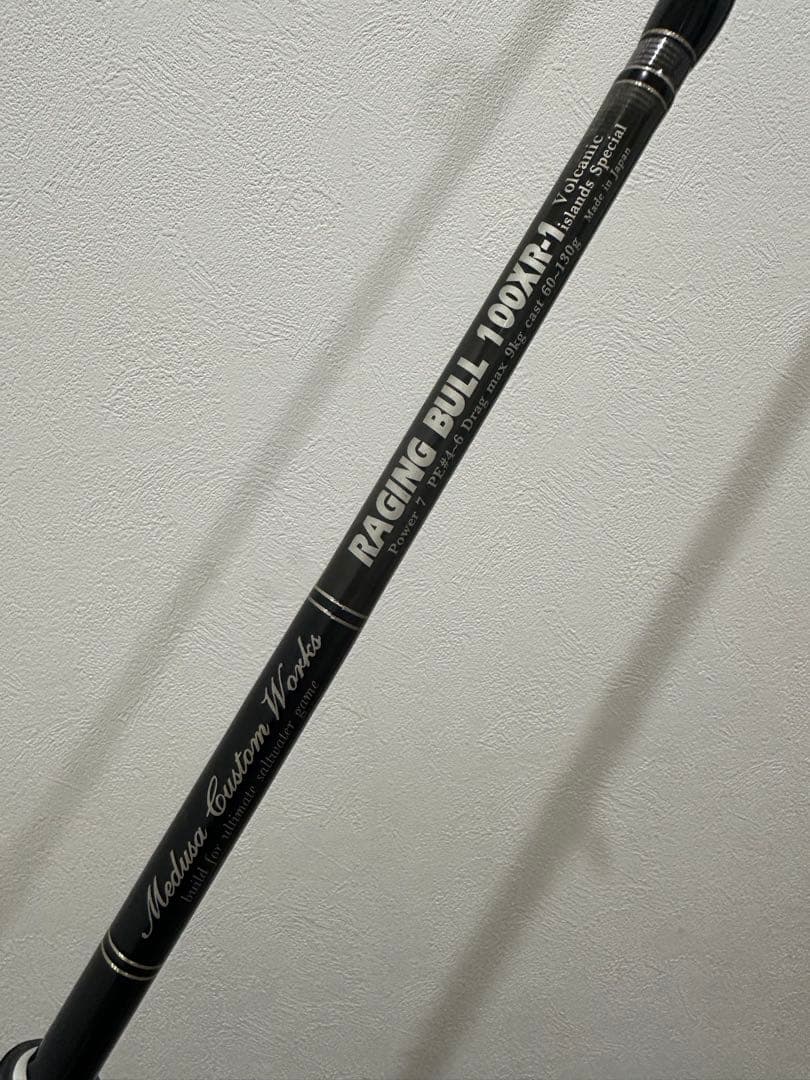 Medusa Custom Works
build for ultimate saltwater game
RAGING BULL 100XR-1
Volcanic
islands Special
Power 7 PE#4~6 Drag max 9kg cast 60~130g
Made in Japan